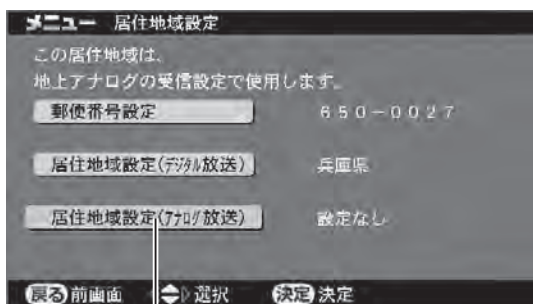 メニュー 居住地域設定
この居住地域は、
地上アナログの受信設定で使用します。
郵便番号設定 650-0027
居住地域設定(デジタル放送) 兵庫県
居住地域設定(アナログ放送) 設定なし
戻る 前画面 選択 決定 決定